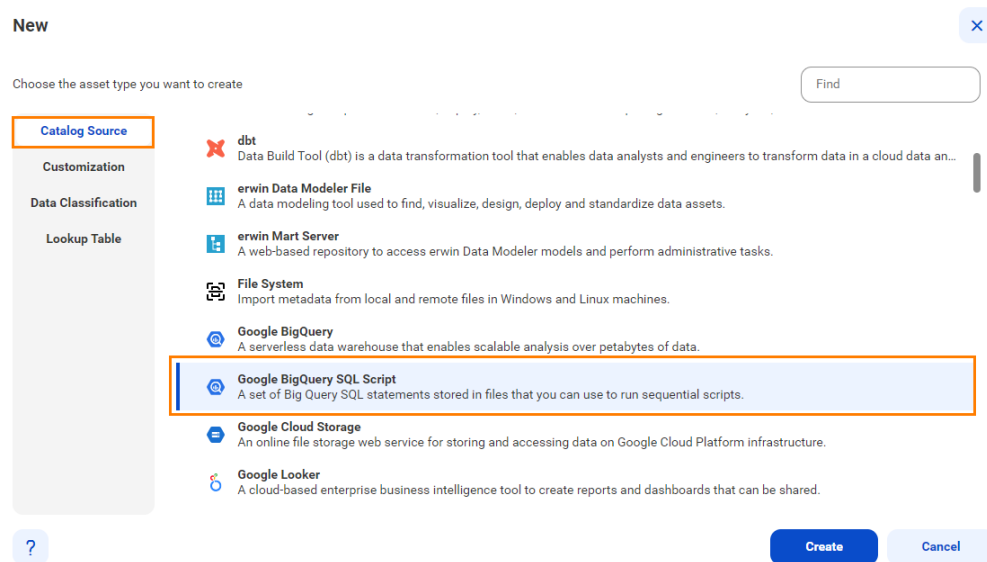 New
Choose the asset type you want to create
Find
Catalog Source
Customization
Data Classification
Lookup Table
dbt
Data Build Tool (dbt) is a data transformation tool that enables data analysts and engineers to transform data in a cloud data an...
erwin Data Modeler File
A data modeling tool used to find, visualize, design, deploy and standardize data assets.
erwin Mart Server
A web-based repository to access erwin Data Modeler models and perform administrative tasks.
File System
Import metadata from local and remote files in Windows and Linux machines.
Google BigQuery
A serverless data warehouse that enables scalable analysis over petabytes of data.
Google BigQuery SQL Script
A set of Big Query SQL statements stored in files that you can use to run sequential scripts.
Google Cloud Storage
An online file storage web service for storing and accessing data on Google Cloud Platform infrastructure.
Google Looker
A cloud-based enterprise business intelligence tool to create reports and dashboards that can be shared.
?
Create
Cancel